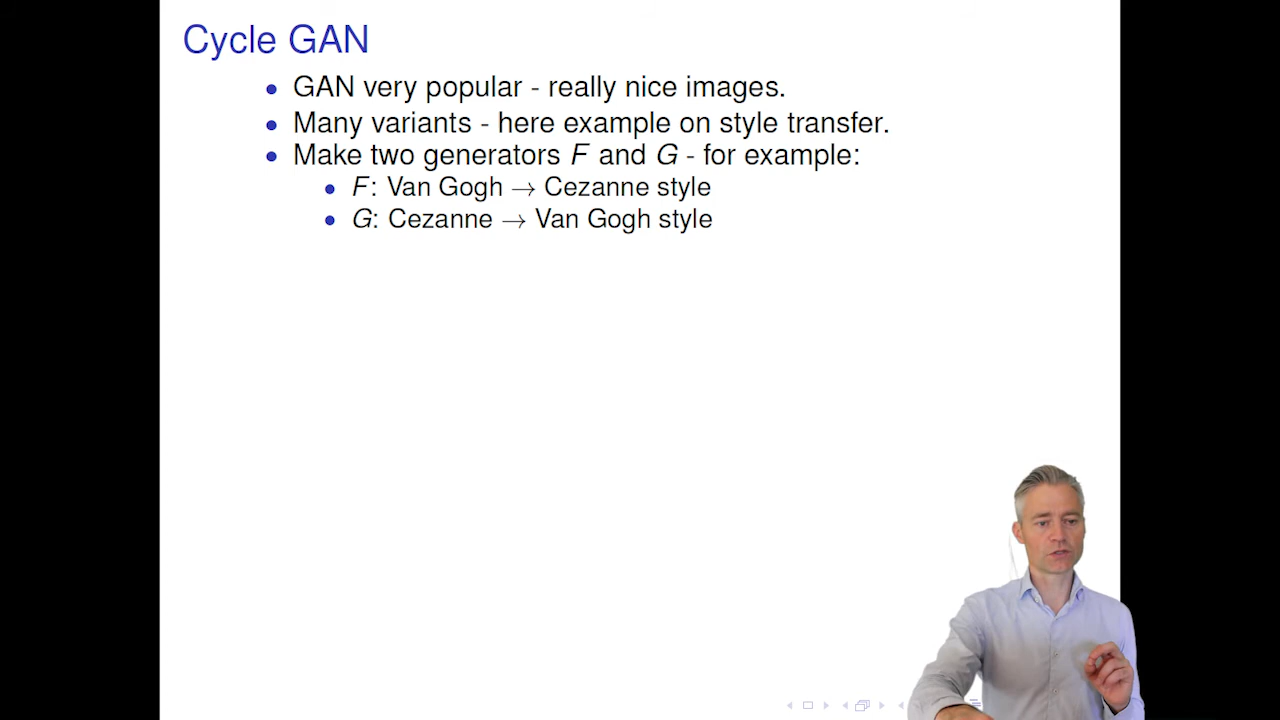 Cycle GAN
• GAN very popular - really nice images.
• Many variants - here example on style transfer.
• Make two generators F and G - for example:
• F: Van Gogh → Cezanne style
• G: Cezanne → Van Gogh style